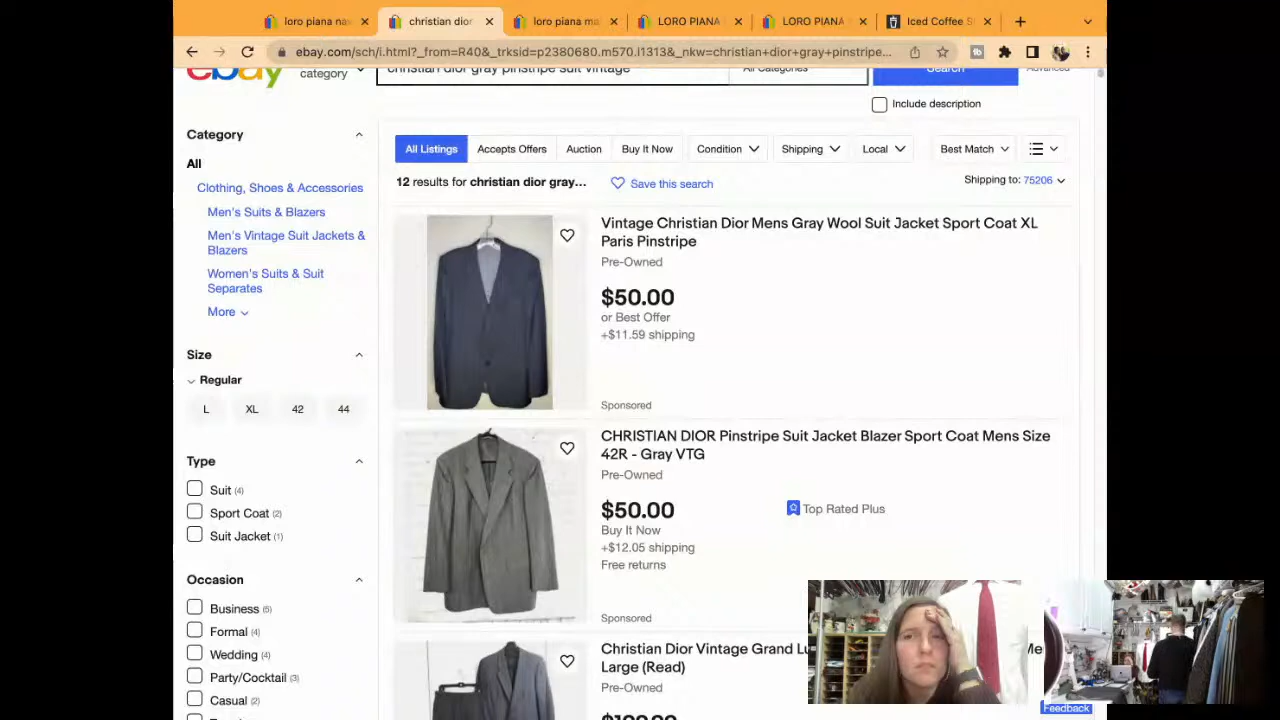 loro piana na
christian dior
loro piana ma
LORO PIANA
LORO PIANA
Iced Coffee S
ebay.com/sch/i.html?_from=R40&_trksid=p2380680.m570.l1313&_nkw=christian+dior+gray+pinstripe...
ebay
category
christian dior gray pinstripe suit vintage
All Categories
Search
Advanced
Include description
Category
All
Clothing, Shoes & Accessories
Men's Suits & Blazers
Men's Vintage Suit Jackets &
Blazers
Women's Suits & Suit
Separates
More
Size
Regular
L XL 42 44
Type
Suit (4)
Sport Coat (2)
Suit Jacket (1)
Occasion
Business (5)
Formal (4)
Wedding (4)
Party/Cocktail (3)
Casual (2)
All Listings Accepts Offers Auction Buy It Now Condition Shipping Local Best Match
12 results for christian dior gray... Save this search Shipping to: 75206
Vintage Christian Dior Mens Gray Wool Suit Jacket Sport Coat XL
Paris Pinstripe
Pre-Owned
$50.00
or Best Offer
+$11.59 shipping
Sponsored
CHRISTIAN DIOR Pinstripe Suit Jacket Blazer Sport Coat Mens Size
42R - Gray VTG
Pre-Owned
$50.00
Top Rated Plus
Buy It Now
+$12.05 shipping
Free returns
Sponsored
Christian Dior Vintage Grand Lu
Large (Read)
Pre-Owned
Feedback